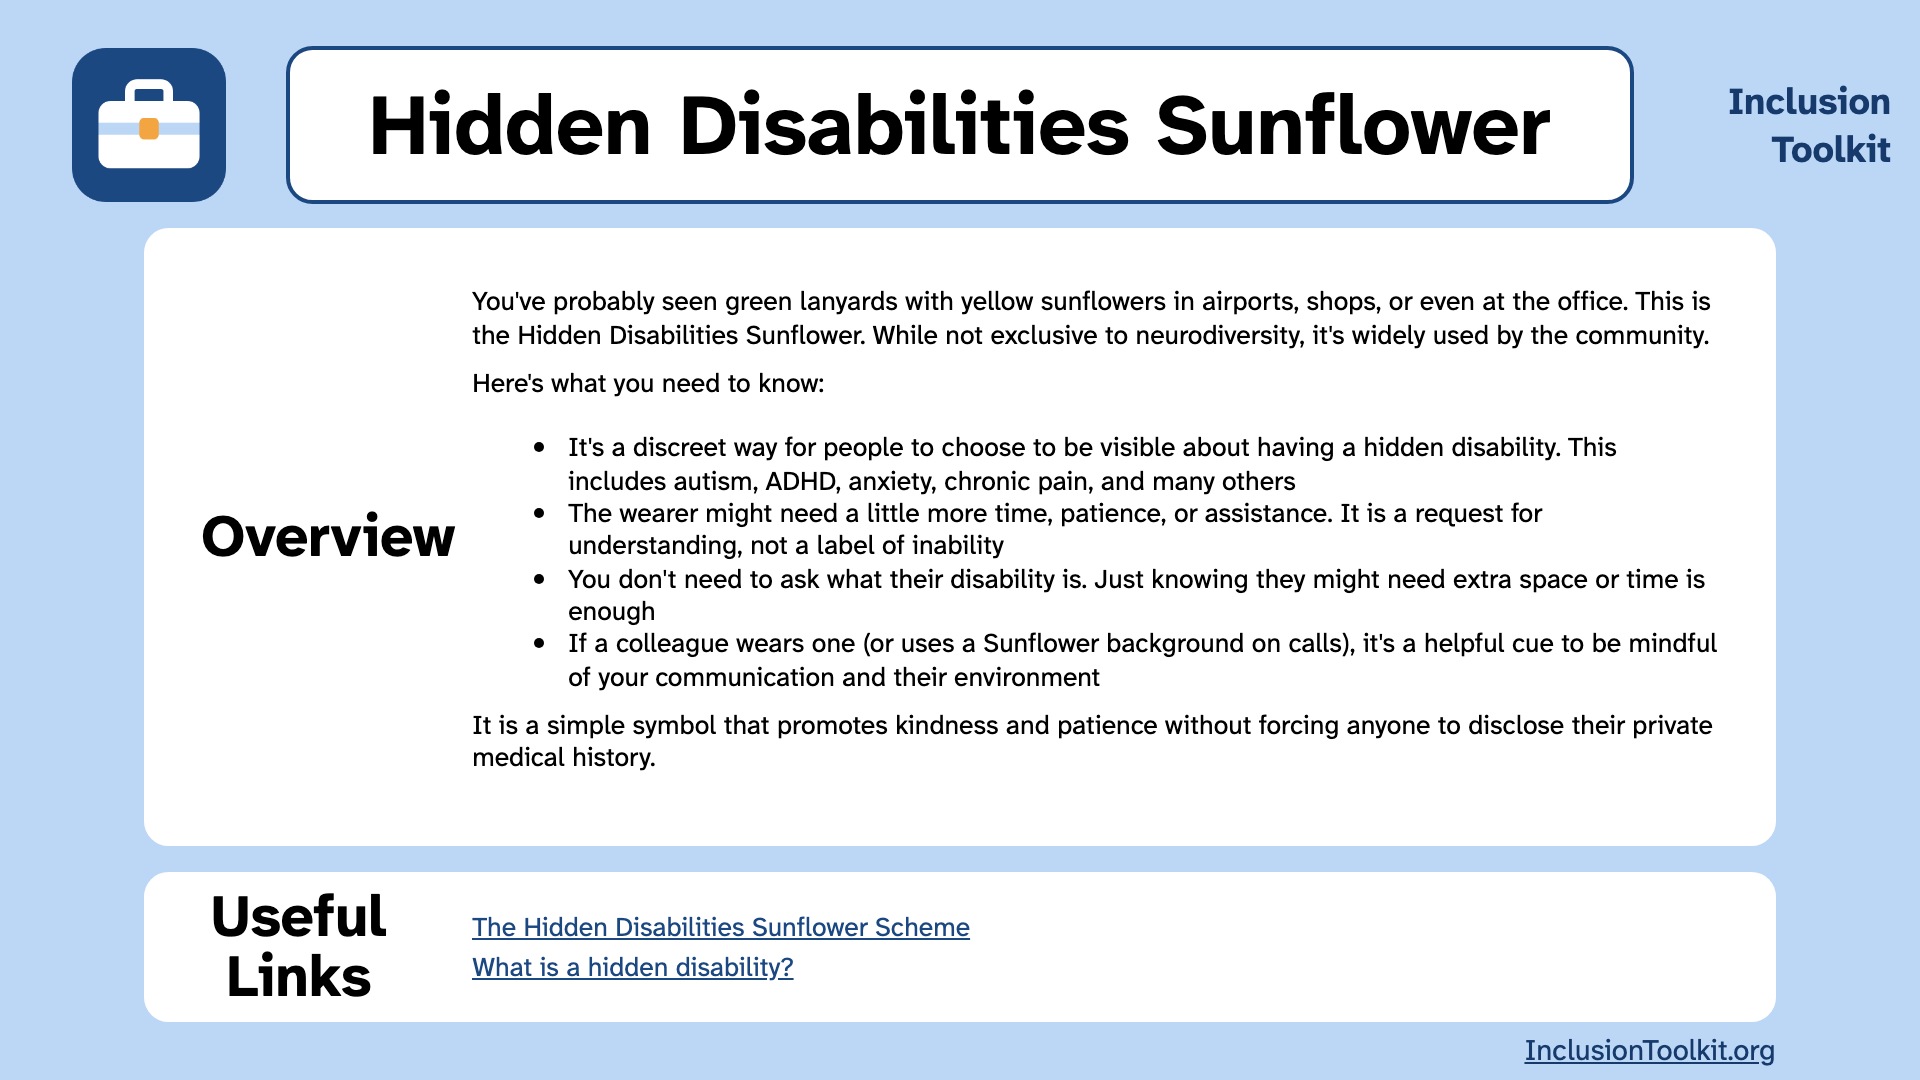 Hidden Disabilities Sunflower
Inclusion
Toolkit
Overview
You've probably seen green lanyards with yellow sunflowers in airports, shops, or even at the office. This is
the Hidden Disabilities Sunflower. While not exclusive to neurodiversity, it's widely used by the community.
Here's what you need to know:
• It's a discreet way for people to choose to be visible about having a hidden disability. This
includes autism, ADHD, anxiety, chronic pain, and many others
• The wearer might need a little more time, patience, or assistance. It is a request for
understanding, not a label of inability
• You don't need to ask what their disability is. Just knowing they might need extra space or time is
enough
• If a colleague wears one (or uses a Sunflower background on calls), it's a helpful cue to be mindful
of your communication and their environment
It is a simple symbol that promotes kindness and patience without forcing anyone to disclose their private
medical history.
Useful
Links
The Hidden Disabilities Sunflower Scheme
What is a hidden disability?
InclusionToolkit.org